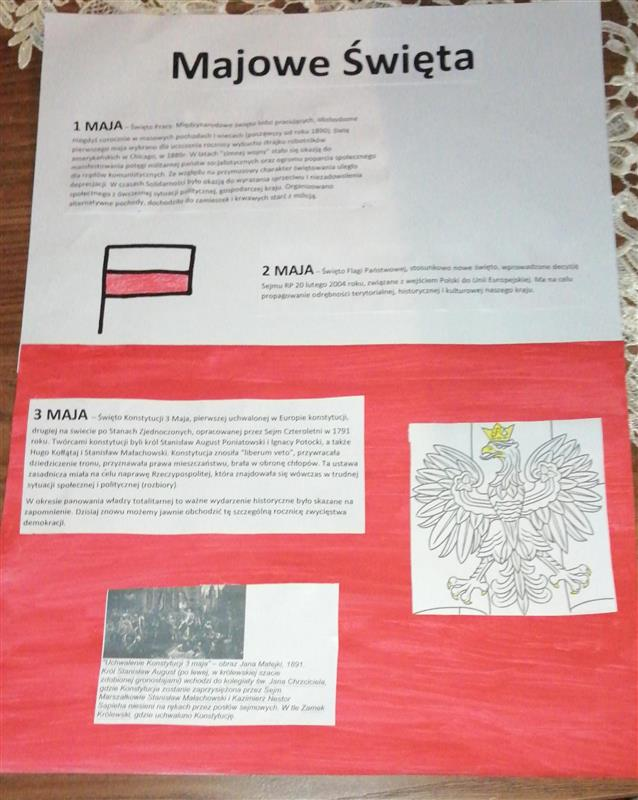 Majowe Święta
1 MAJA – Święto Pracy. Międzynarodowe święto ludzi pracujących, obchodzone
niegdyś corocznie w masowych pochodach i wiecach (począwszy od roku 1890). Datę
pierwszego maja wybrano dla uczczenia rocznicy wybuchu strajku robotników
amerykańskich w Chicago, w 1886r. W latach "zimnej wojny" stało się okazją do
manifestowania potęgi militarnej państw socjalistycznych oraz ogromu poparcia społecznego
dla rządów komunistycznych. Ze względu na przymusowy charakter świętowania uległo
deprecjacji. W czasach Solidarności było okazją do wyrażania sprzeciwu i niezadowolenia
społecznego z ówczesnej sytuacji politycznej, gospodarczej kraju. Organizowano
alternatywne pochody, dochodziło do zamieszek i krwawych starć z milicją.
2 MAJA – Święto Flagi Państwowej, stosunkowo nowe święto, wprowadzone decyzją
Sejmu RP 20 lutego 2004 roku, związane z wejściem Polski do Unii Europejskiej. Ma na celu
propagowanie odrębności terytorialnej, historycznej i kulturowej naszego kraju.
3 MAJA – Święto Konstytucji 3 Maja, pierwszej uchwalonej w Europie konstytucji,
drugiej na świecie po Stanach Zjednoczonych, opracowanej przez Sejm Czteroletni w 1791
roku. Twórcami konstytucji byli król Stanisław August Poniatowski i Ignacy Potocki, a także
Hugo Kołłątaj i Stanisław Małachowski. Konstytucja znosiła "liberum veto", przywracała
dziedziczenie tronu, przyznawała prawa mieszczaństwu, brała w obronę chłopów. Ta ustawa
zasadnicza miała na celu naprawę Rzeczypospolitej, która znajdowała się wówczas w trudnej
sytuacji społecznej i politycznej (rozbiory)
W okresie panowania władzy totalitarnej to ważne wydarzenie historyczne było skazane na
zapomnienie. Dzisiaj znowu możemy jawnie obchodzić tę szczególną rocznicę zwycięstwa
demokracji.
"Uchwalenie Konstytucji 3 maja" – obraz Jana Matejki, 1891.
Król Stanisław August (po lewej, w królewskiej szacie
zdobionej gronostajami) wchodzi do kolegiaty św. Jana Chrzciciela,
gdzie Konstytucja zostanie zaprzysiężona przez Sejm
Marszałkowie Stanisław Małachowski i Kazimierz Nestor
Sapieha niesieni na rękach przez posłów sejmowych. W tle Zamek
Królewski, gdzie uchwalono Konstytucję.